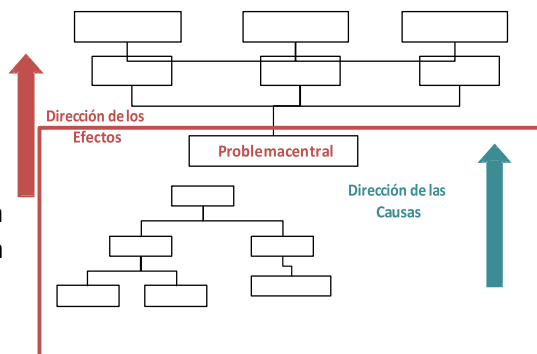 Dirección de los
Efectos
Problemacentral
Dirección de las
Causas